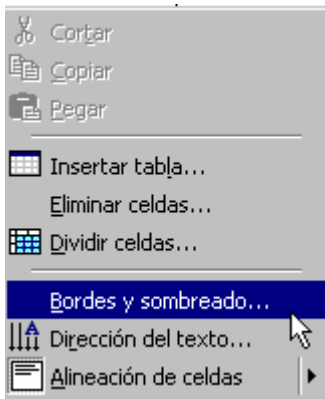 Cortar
Copiar
Pegar
Insertar tabla...
Eliminar celdas...
Dividir celdas...
Bordes y sombreado...
Dirección del texto...
Alineación de celdas